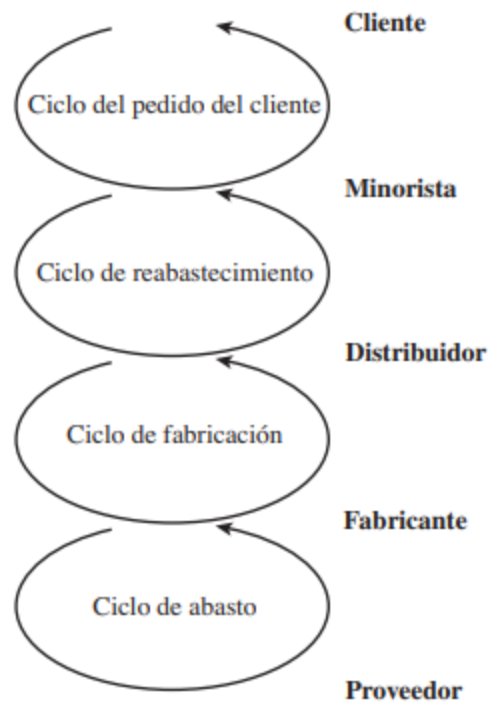 Cliente
Ciclo del pedido del cliente
Minorista
Ciclo de reabastecimiento
Distribuidor
Ciclo de fabricación
Fabricante
Ciclo de abasto
Proveedor